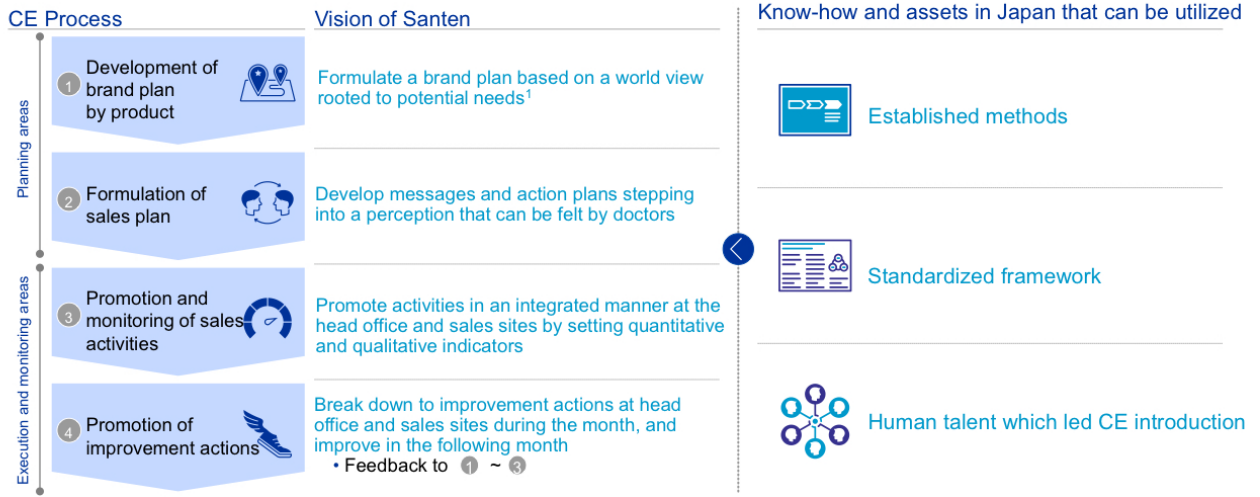 CE Process
Vision of Santen
Know-how and assets in Japan that can be utilized
Planning areas
1
Development of
brand plan
by product
Formulate a brand plan based on a world view
rooted to potential needs1
2
Formulation of
sales plan
Develop messages and action plans stepping
into a perception that can be felt by doctors
Execution and monitoring areas
3
Promotion and
monitoring of sales
activities
Promote activities in an integrated manner at the
head office and sales sites by setting quantitative
and qualitative indicators
4
Promotion of
improvement actions
Break down to improvement actions at head
office and sales sites during the month, and
improve in the following month
• Feedback to 1 ~ 3
Established methods
Standardized framework
Human talent which led CE introduction